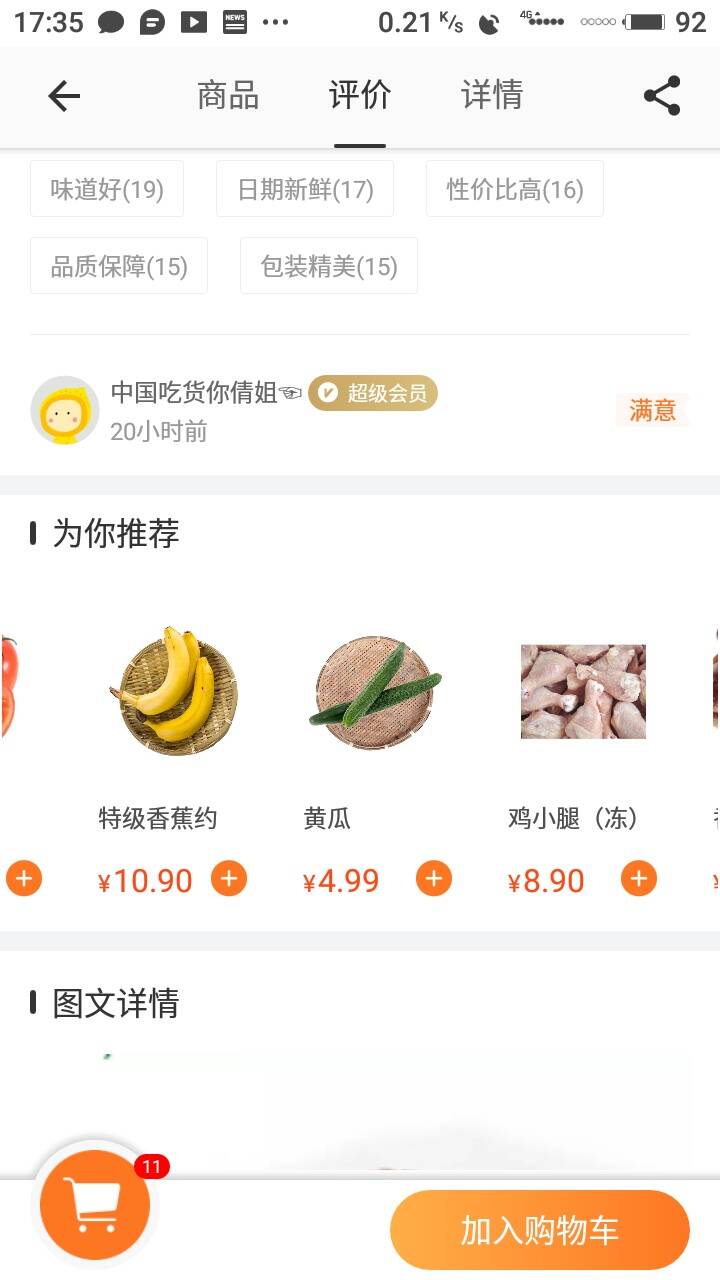 17:35 NEWS ... 0.21 K/s 4G 92
商品 评价 详情
味道好(19) 日期新鲜(17) 性价比高(16)
品质保障(15) 包装精美(15)
中国吃货你倩姐☜ 超级会员
20小时前 满意
为你推荐
特级香蕉约 黄瓜 鸡小腿（冻）
¥10.90 ¥4.99 ¥8.90
图文详情
11
加入购物车